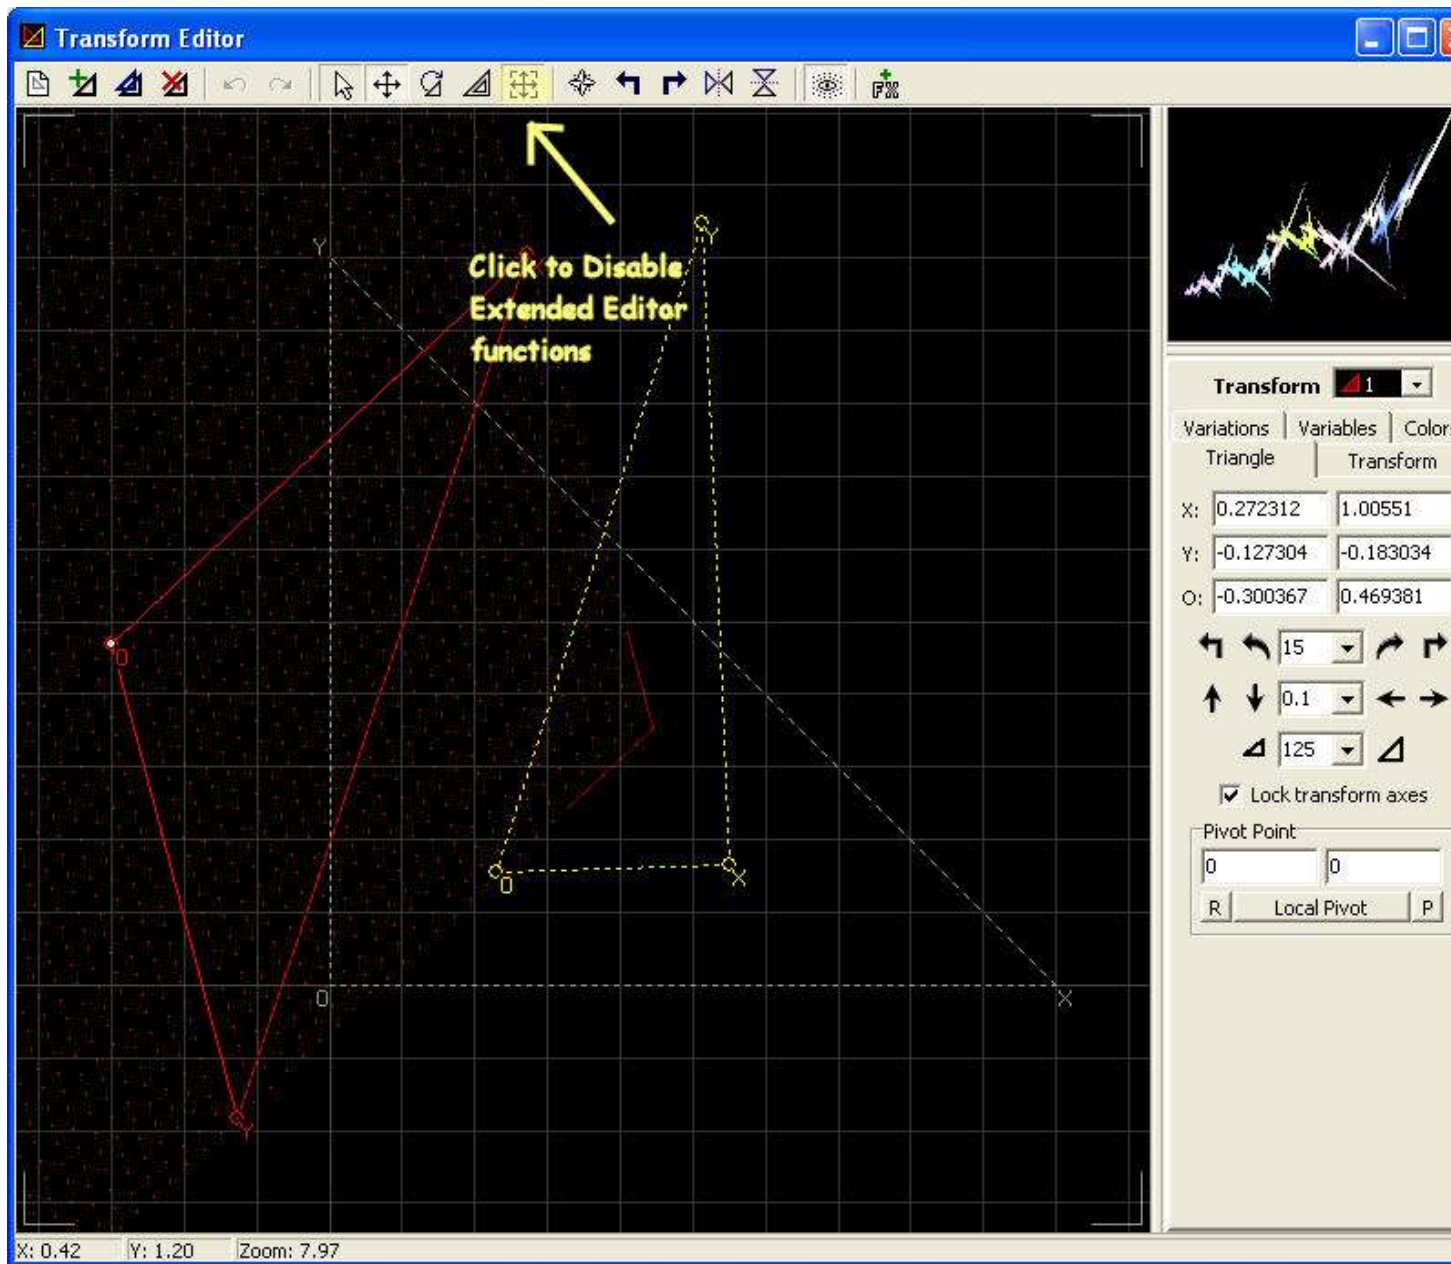 Transform Editor
Click to Disable
Extended Editor
functions
Y
Y
O
X
O
X
O
Y
Transform 1
Variations Variables Colors
Triangle Transform
X: 0.272312 1.00551
Y: -0.127304 -0.183034
O: -0.300367 0.469381
15
0.1
125
Lock transform axes
Pivot Point
0 0
R Local Pivot P
X: 0.42 Y: 1.20 Zoom: 7.97